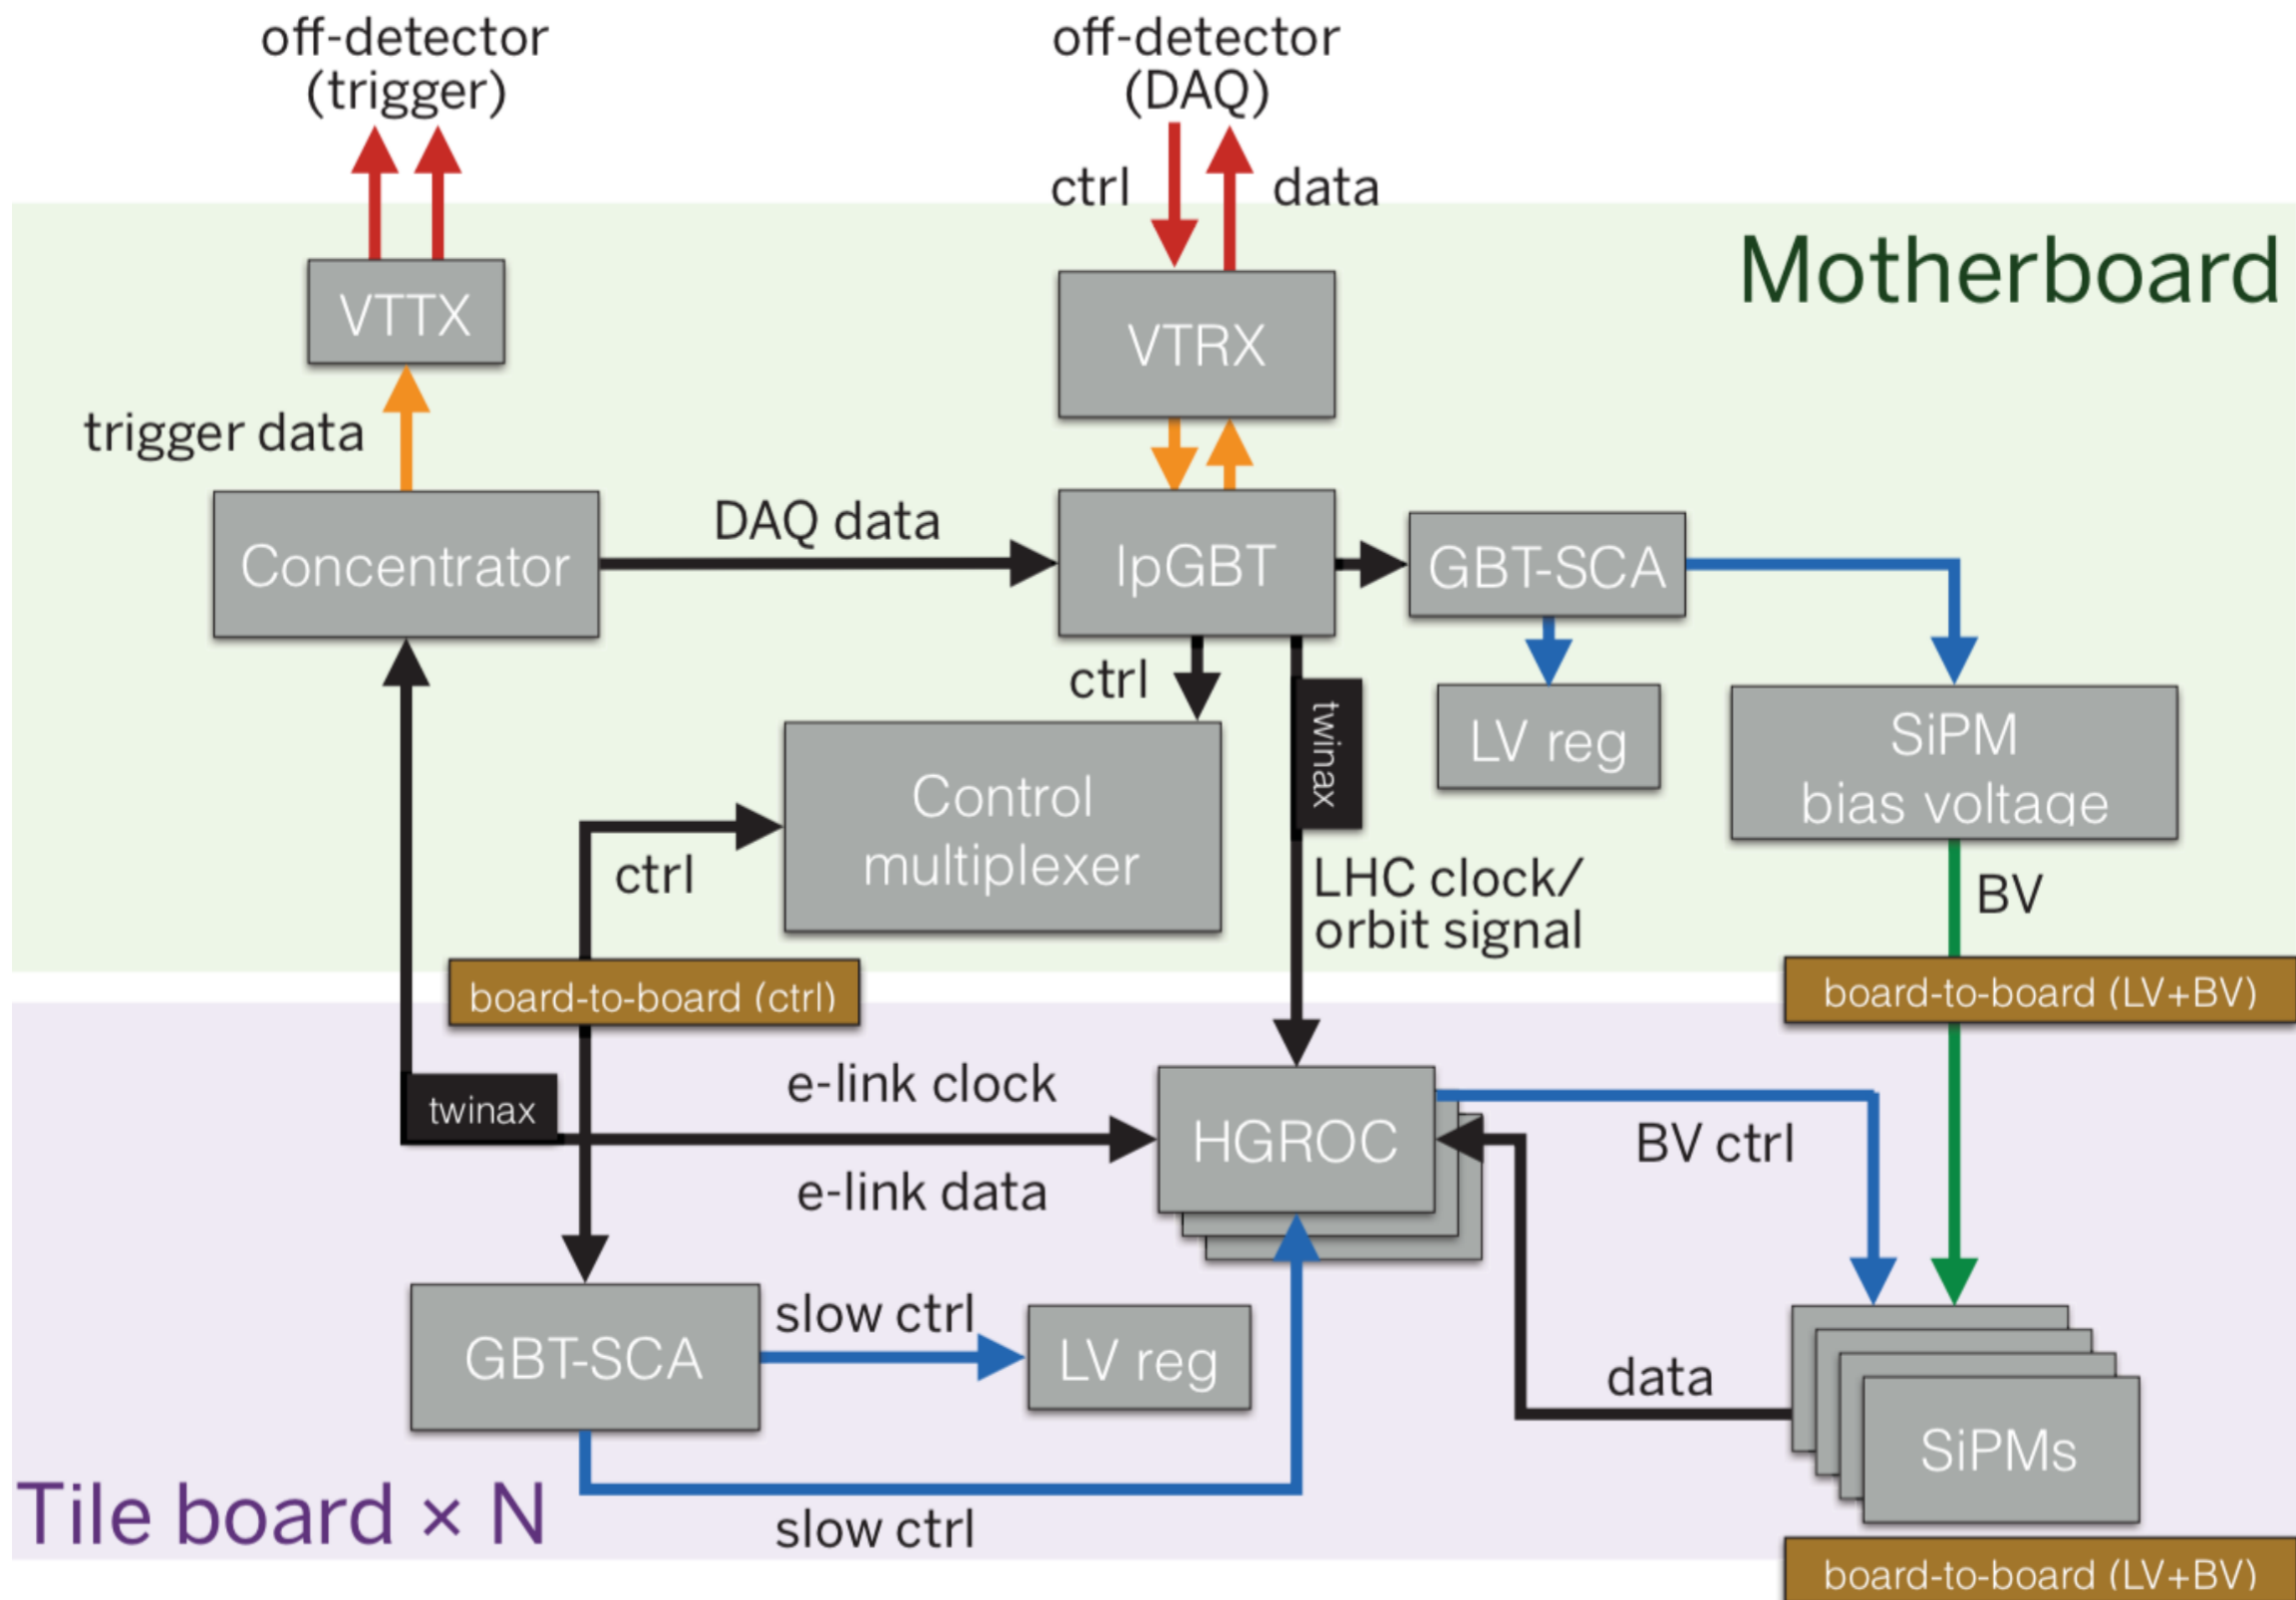 off-detector
(trigger)
off-detector
(DAQ)
ctrl
data
Motherboard
VTTX
VTRX
trigger data
Concentrator
DAQ data
lpGBT
GBT-SCA
ctrl
twinax
LV reg
SiPM
bias voltage
Control
multiplexer
ctrl
LHC clock/
orbit signal
BV
board-to-board (ctrl)
board-to-board (LV+BV)
twinax
e-link clock
e-link data
HGROC
BV ctrl
GBT-SCA
slow ctrl
LV reg
data
SiPMs
Tile board × N
slow ctrl
board-to-board (LV+BV)